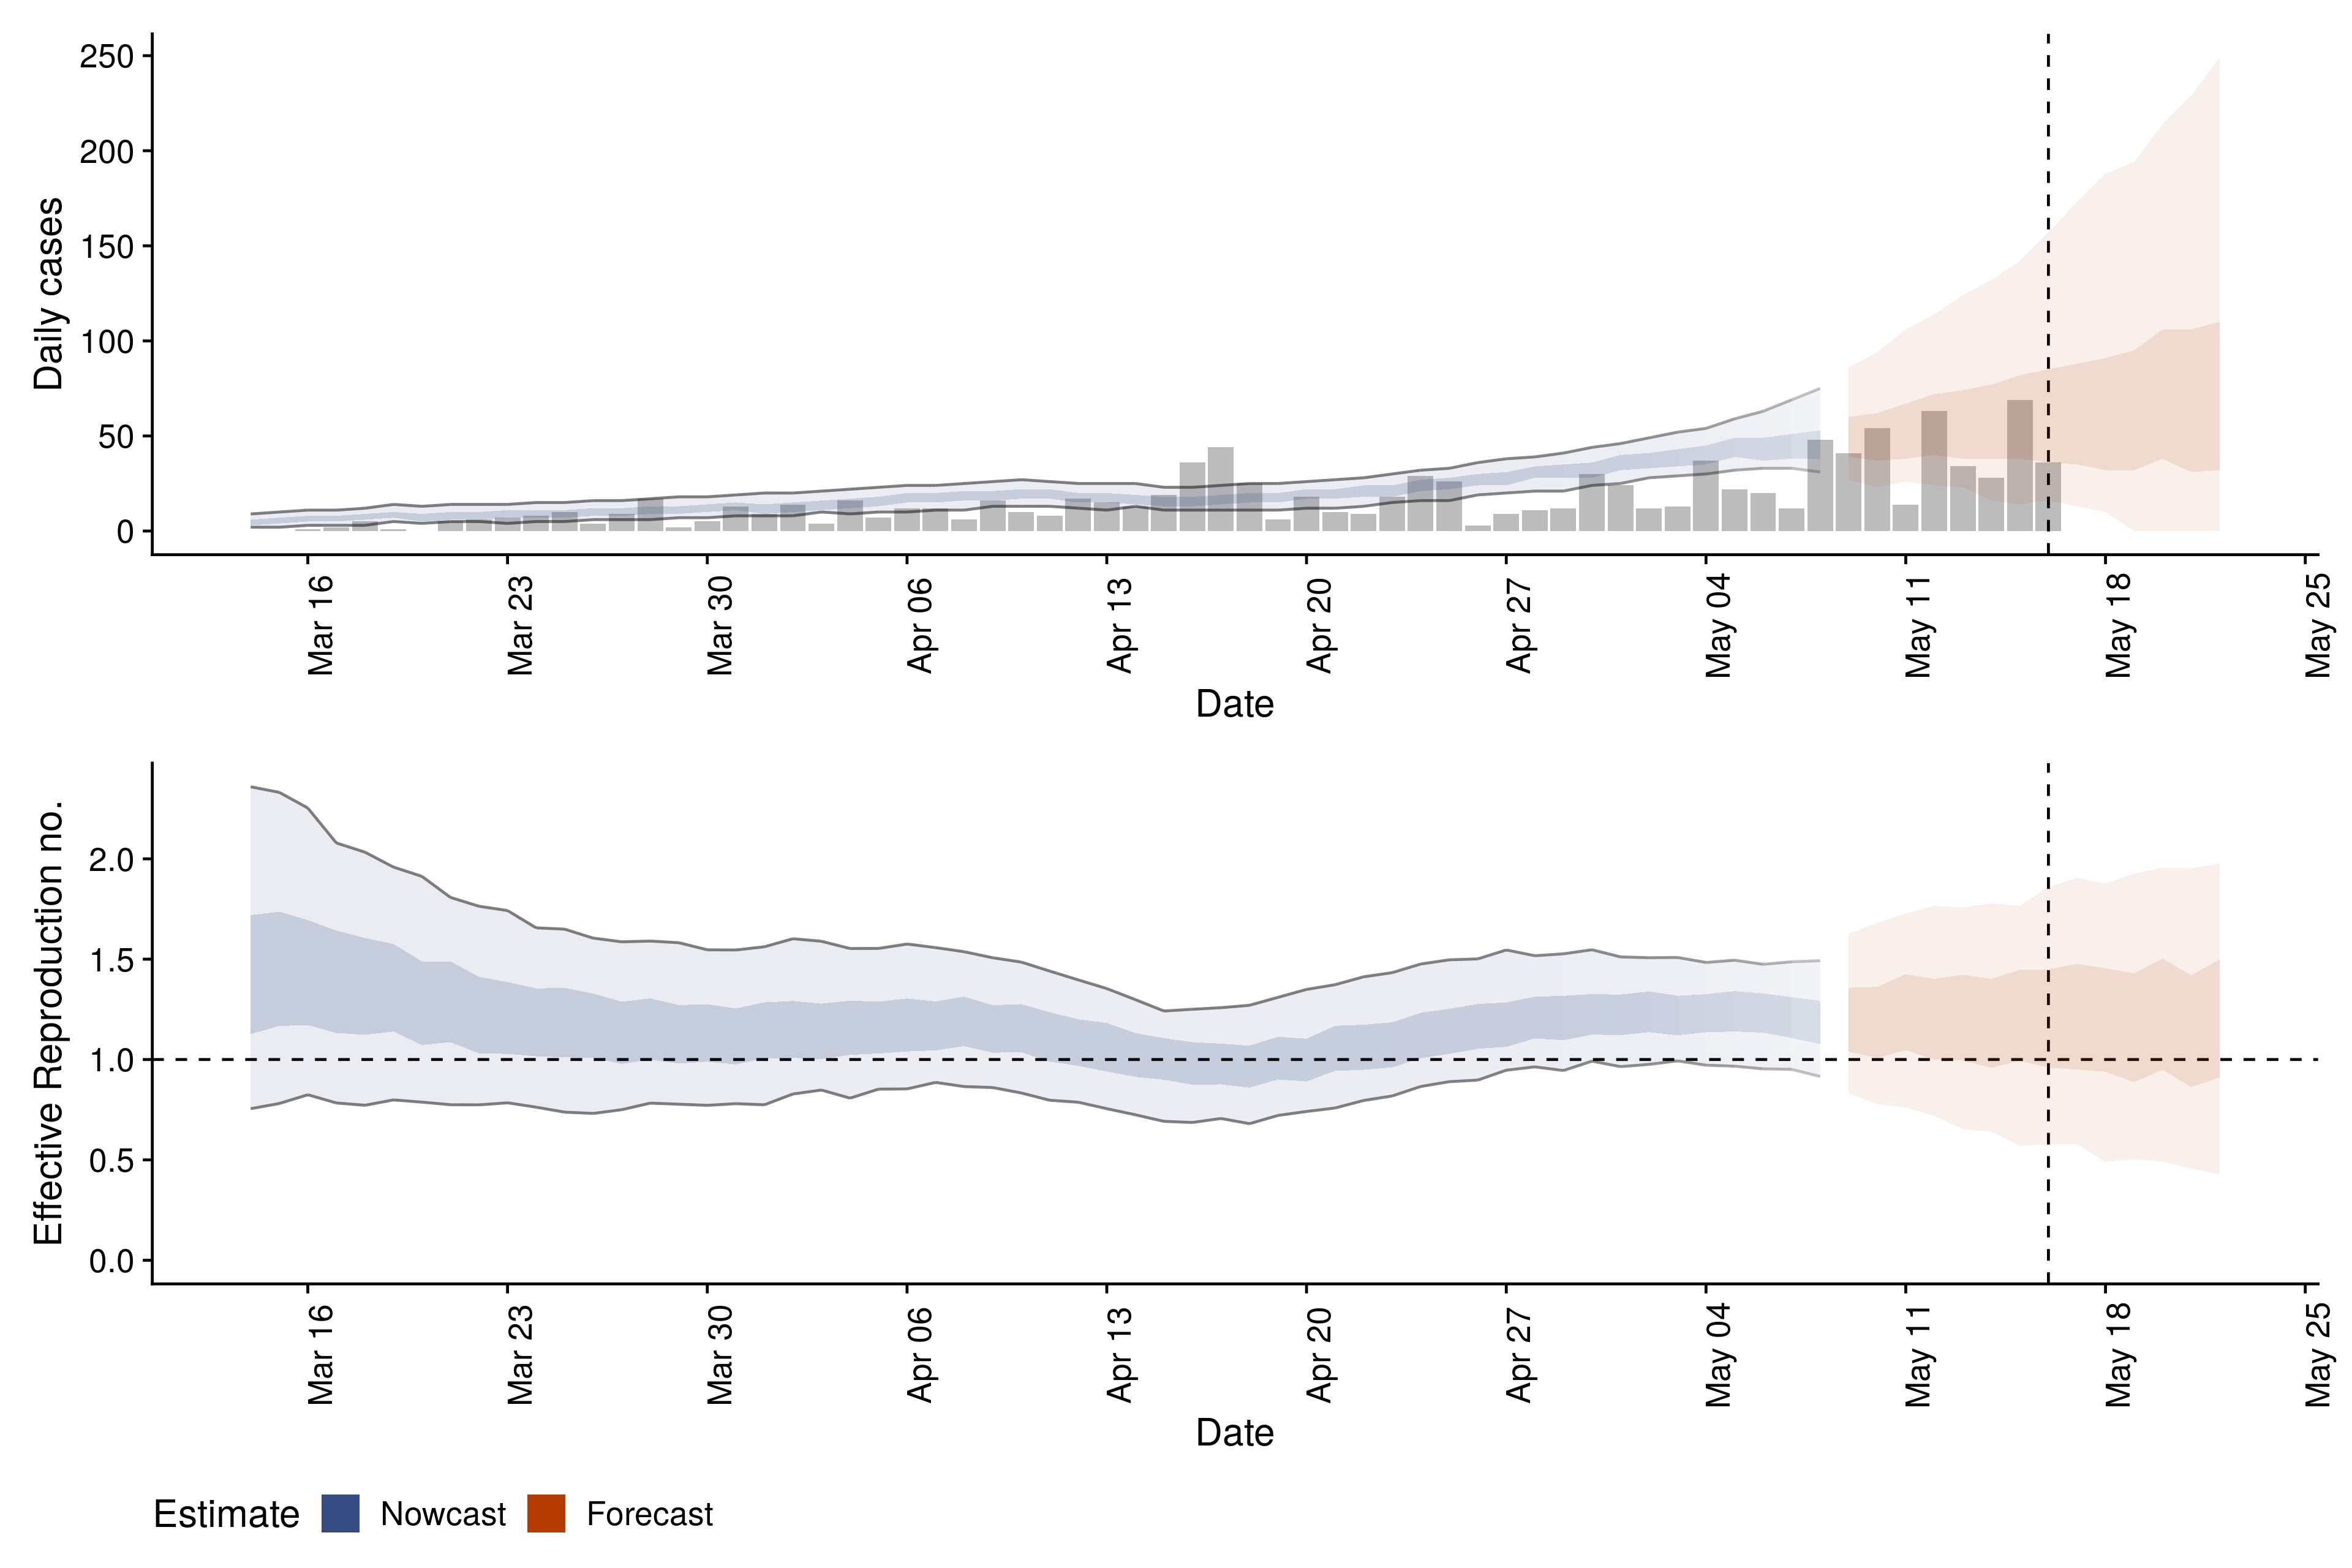 Daily cases
250
200
150
100
50
0
Mar 16
Mar 23
Mar 30
Apr 06
Apr 13
Apr 20
Apr 27
May 04
May 11
May 18
May 25
Date
Effective Reproduction no.
2.0
1.5
1.0
0.5
0.0
Mar 16
Mar 23
Mar 30
Apr 06
Apr 13
Apr 20
Apr 27
May 04
May 11
May 18
May 25
Date
Estimate Nowcast Forecast